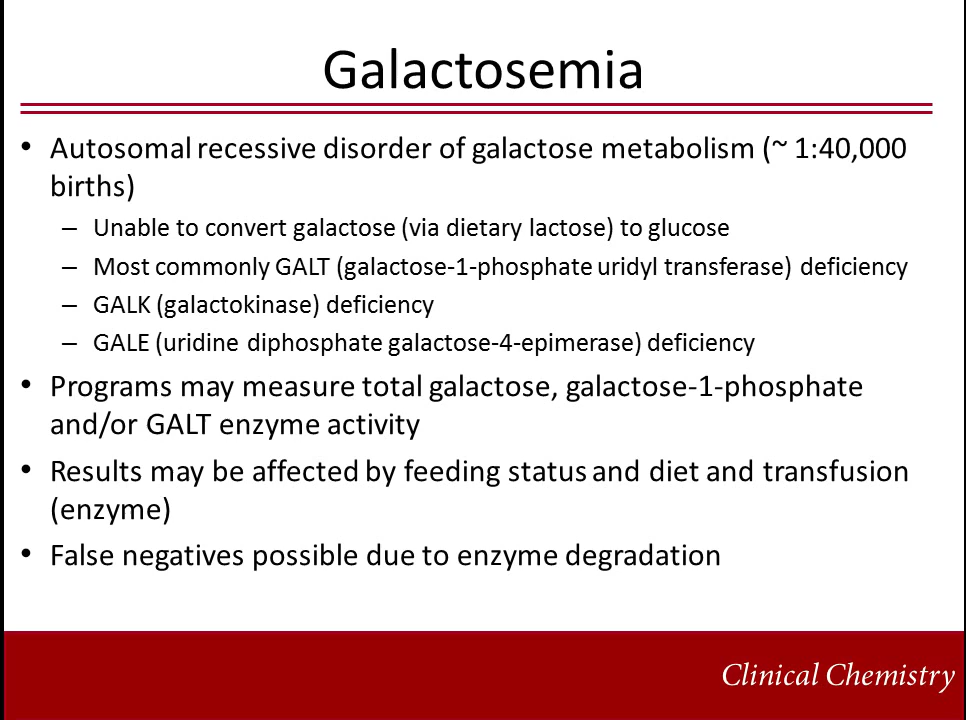 Galactosemia
• Autosomal recessive disorder of galactose metabolism (~ 1:40,000
births)
– Unable to convert galactose (via dietary lactose) to glucose
– Most commonly GALT (galactose-1-phosphate uridyl transferase) deficiency
– GALK (galactokinase) deficiency
– GALE (uridine diphosphate galactose-4-epimerase) deficiency
• Programs may measure total galactose, galactose-1-phosphate
and/or GALT enzyme activity
• Results may be affected by feeding status and diet and transfusion
(enzyme)
• False negatives possible due to enzyme degradation
Clinical Chemistry